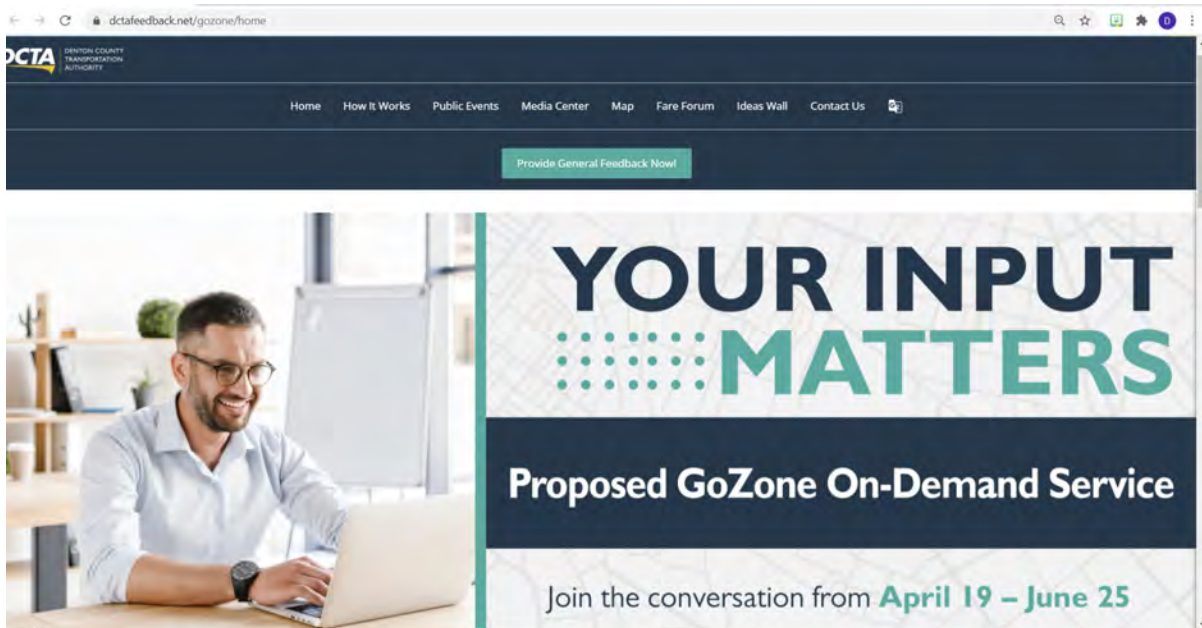 dctafeedback.net/gozone/home
D
DCTA
DENTON COUNTY
TRANSPORTATION
AUTHORITY
Home How It Works Public Events Media Center Map Fare Forum Ideas Wall Contact Us
Provide General Feedback Now!
YOUR INPUT
MATTERS
Proposed GoZone On-Demand Service
Join the conversation from April 19 – June 25